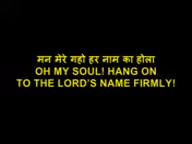 मन मेरे गहो हर नाम का होला
OH MY SOUL! HANG ON
TO THE LORD'S NAME FIRMLY!